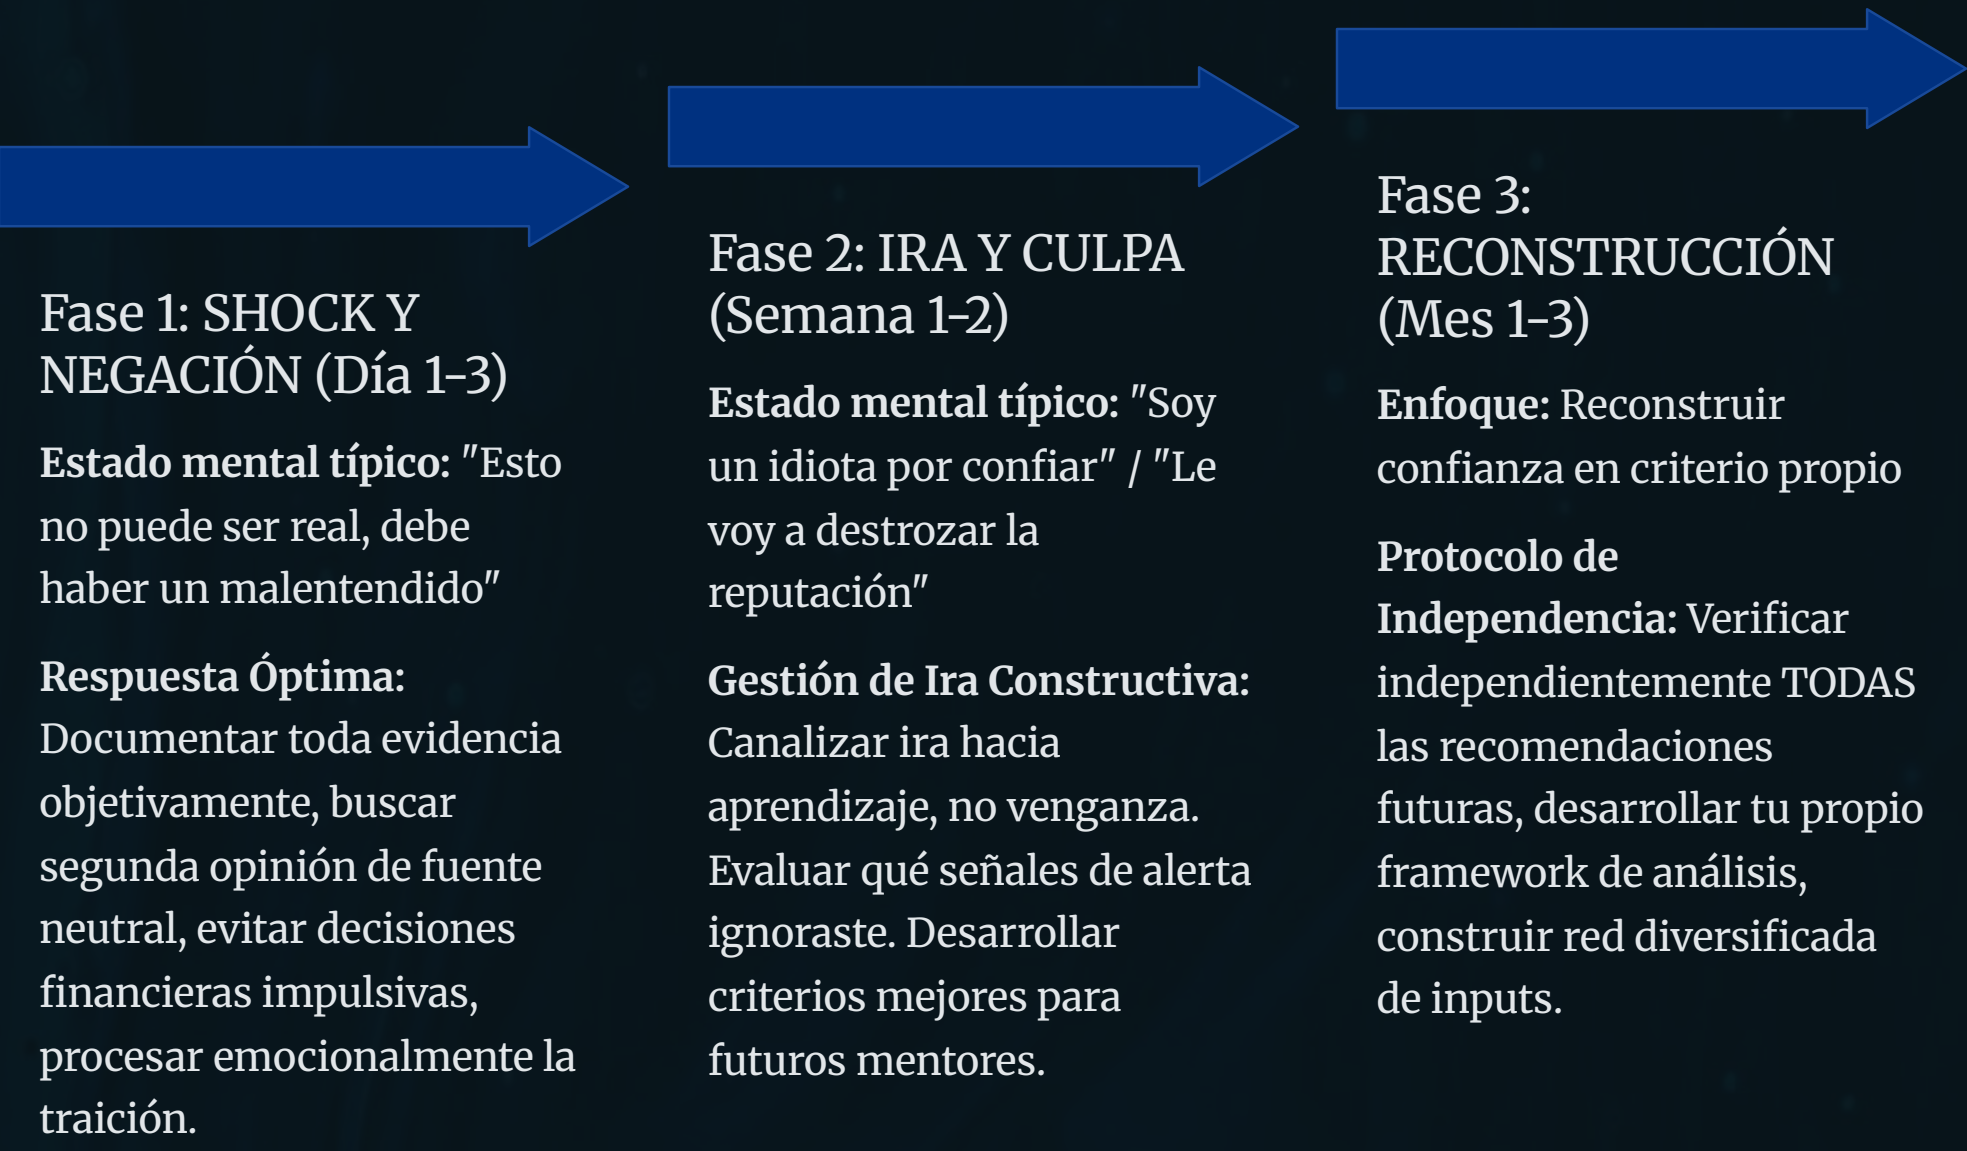 Fase 1: SHOCK Y
NEGACIÓN (Día 1-3)
Estado mental típico: "Esto
no puede ser real, debe
haber un malentendido"
Respuesta Óptima:
Documentar toda evidencia
objetivamente, buscar
segunda opinión de fuente
neutral, evitar decisiones
financieras impulsivas,
procesar emocionalmente la
traición.
Fase 2: IRA Y CULPA
(Semana 1-2)
Estado mental típico: "Soy
un idiota por confiar" / "Le
voy a destrozar la
reputación"
Gestión de Ira Constructiva:
Canalizar ira hacia
aprendizaje, no venganza.
Evaluar qué señales de alerta
ignoraste. Desarrollar
criterios mejores para
futuros mentores.
Fase 3:
RECONSTRUCCIÓN
(Mes 1-3)
Enfoque: Reconstruir
confianza en criterio propio
Protocolo de
Independencia: Verificar
independientemente TODAS
las recomendaciones
futuras, desarrollar tu propio
framework de análisis,
construir red diversificada
de inputs.